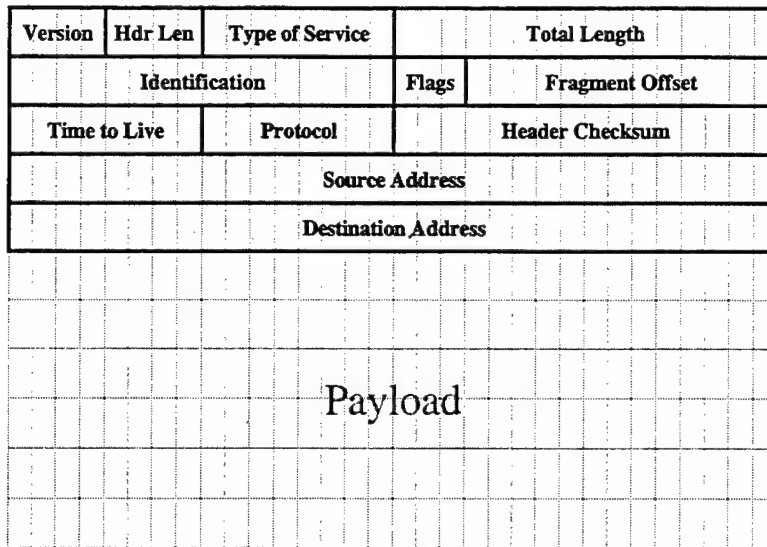 Version Hdr Len Type of Service Total Length
Identification Flags Fragment Offset
Time to Live Protocol Header Checksum
Source Address
Destination Address
Payload